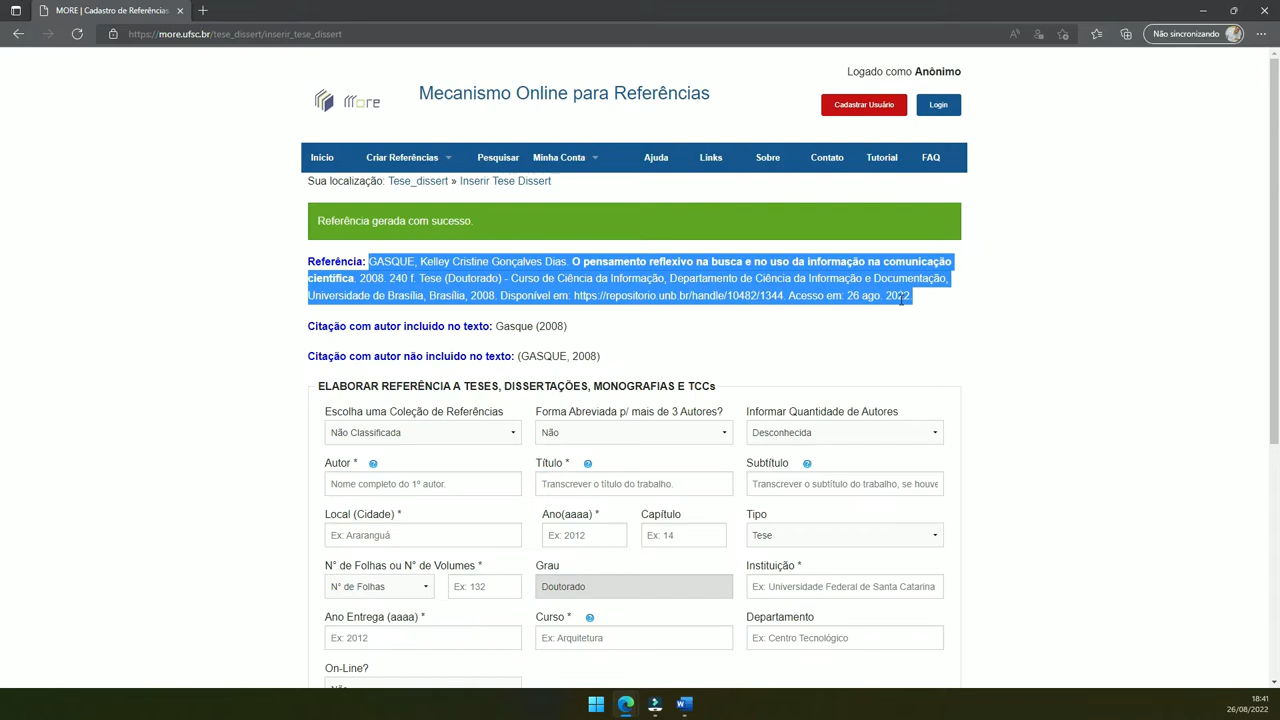 MORE | Cadastro de Referências
https://more.ufsc.br/tese_dissert/inserir_tese_dissert
Não sincronizando
Logado como Anônimo
more
Mecanismo Online para Referências
Cadastrar Usuário
Login
Início
Criar Referências
Pesquisar
Minha Conta
Ajuda
Links
Sobre
Contato
Tutorial
FAQ
Sua localização: Tese_dissert » Inserir Tese Dissert
Referência gerada com sucesso.
Referência: GASQUE, Kelley Cristine Gonçalves Dias. O pensamento reflexivo na busca e no uso da informação na comunicação
científica. 2008. 240 f. Tese (Doutorado) - Curso de Ciência da Informação, Departamento de Ciência da Informação e Documentação,
Universidade de Brasília, Brasília, 2008. Disponível em: https://repositorio.unb.br/handle/10482/1344. Acesso em: 26 ago. 2022.
Citação com autor incluído no texto: Gasque (2008)
Citação com autor não incluído no texto: (GASQUE, 2008)
ELABORAR REFERÊNCIA A TESES, DISSERTAÇÕES, MONOGRAFIAS E TCCs
Escolha uma Coleção de Referências
Forma Abreviada p/ mais de 3 Autores?
Informar Quantidade de Autores
Não Classificada
Não
Desconhecida
Autor *
Título *
Subtítulo
Nome completo do 1º autor.
Transcrever o título do trabalho.
Transcrever o subtítulo do trabalho, se houve
Local (Cidade) *
Ano(aaaa) *
Capítulo
Tipo
Ex: Araranguá
Ex: 2012
Ex: 14
Tese
N° de Folhas ou N° de Volumes *
Grau
Instituição *
N° de Folhas
Ex: 132
Doutorado
Ex: Universidade Federal de Santa Catarina
Ano Entrega (aaaa) *
Curso *
Departamento
Ex: 2012
Ex: Arquitetura
Ex: Centro Tecnológico
On-Line?
Não
18:41
26/08/2022